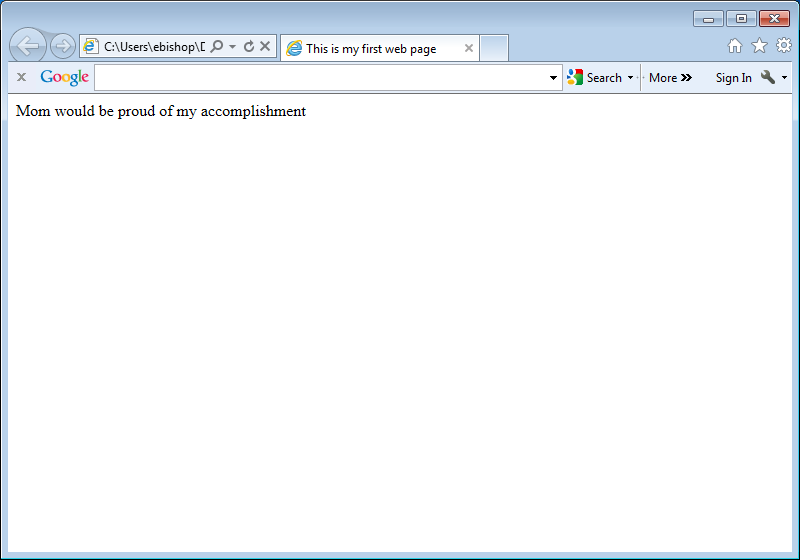 C:\Users\ebishop\D
This is my first web page
Google
Search
More
Sign In
Mom would be proud of my accomplishment